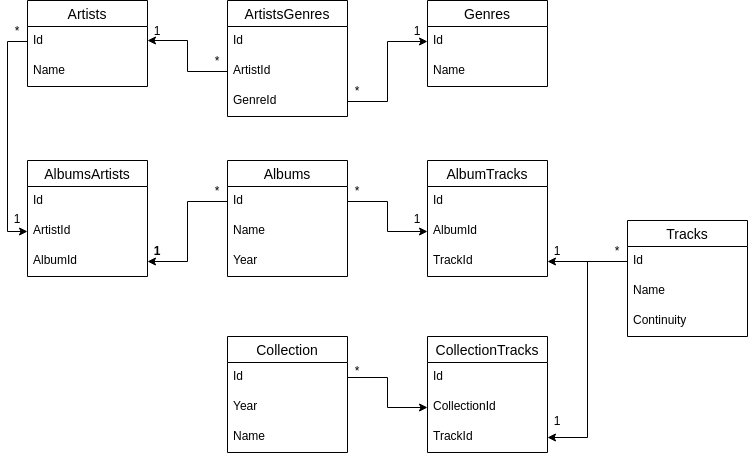 Artists
* Id
Name
1
ArtistsGenres
Id
* ArtistId
GenreId *
1
Genres
Id
Name
AlbumsArtists
Id
1 ArtistId
AlbumId 1
Albums
* Id *
Name
Year
AlbumTracks
Id
1 AlbumId
TrackId 1
Tracks
* Id
Name
Continuity
Collection
Id *
Year
Name
CollectionTracks
Id
CollectionId
TrackId 1